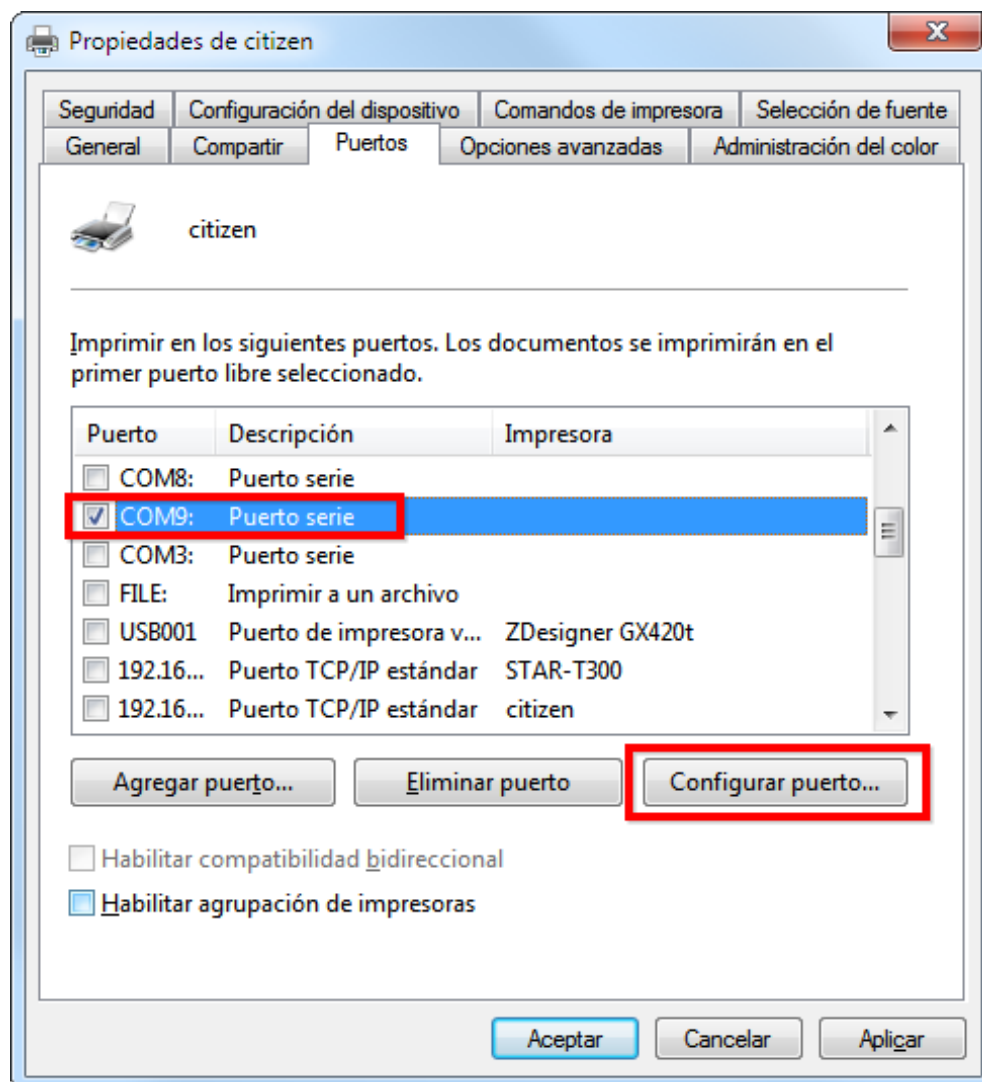 Propiedades de citizen
X
Seguridad Configuración del dispositivo Comandos de impresora Selección de fuente
General Compartir Puertos Opciones avanzadas Administración del color
citizen
Imprimir en los siguientes puertos. Los documentos se imprimirán en el
primer puerto libre seleccionado.
Puerto Descripción Impresora
COM8: Puerto serie
COM9: Puerto serie
COM3: Puerto serie
FILE: Imprimir a un archivo
USB001 Puerto de impresora v... ZDesigner GX420t
192.16... Puerto TCP/IP estándar STAR-T300
192.16... Puerto TCP/IP estándar citizen
Agregar puerto... Eliminar puerto Configurar puerto...
Habilitar compatibilidad bidireccional
Habilitar agrupación de impresoras
Aceptar Cancelar Aplicar